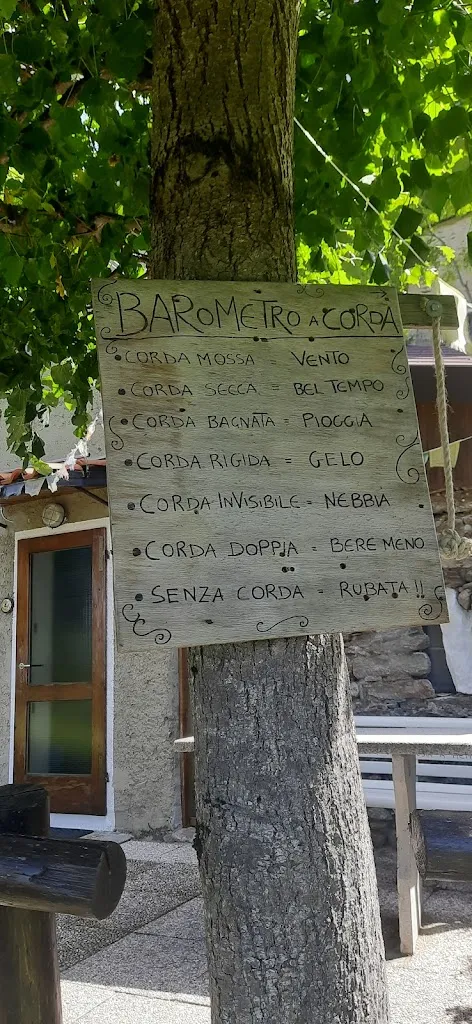 BAROMETRO A CORDA
• CORDA MOSSA VENTO
• CORDA SECCA = BEL TEMPO
• CORDA BAGNATA = PIOGGIA
• CORDA RIGIDA = GELO
• CORDA INVISIBILE = NEBBIA
• CORDA DOPPIA = BERE MENO
• SENZA CORDA = RUBATA!!